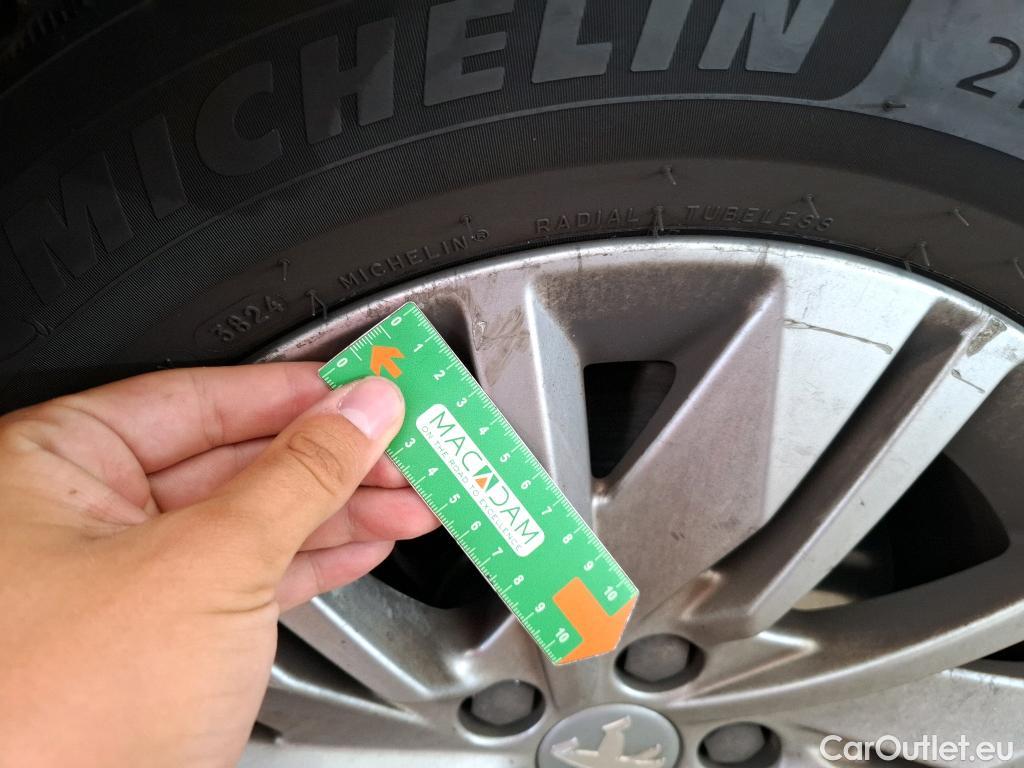 MICHELIN
2
3824 MICHELIN® RADIAL TUBELESS
0 1 2 3 4 5 6 7 8 9 10
MACADAM
ON THE ROAD TO EXCELLENCE
0 3 4 5 6 7 8 9 10
CarOutlet.eu